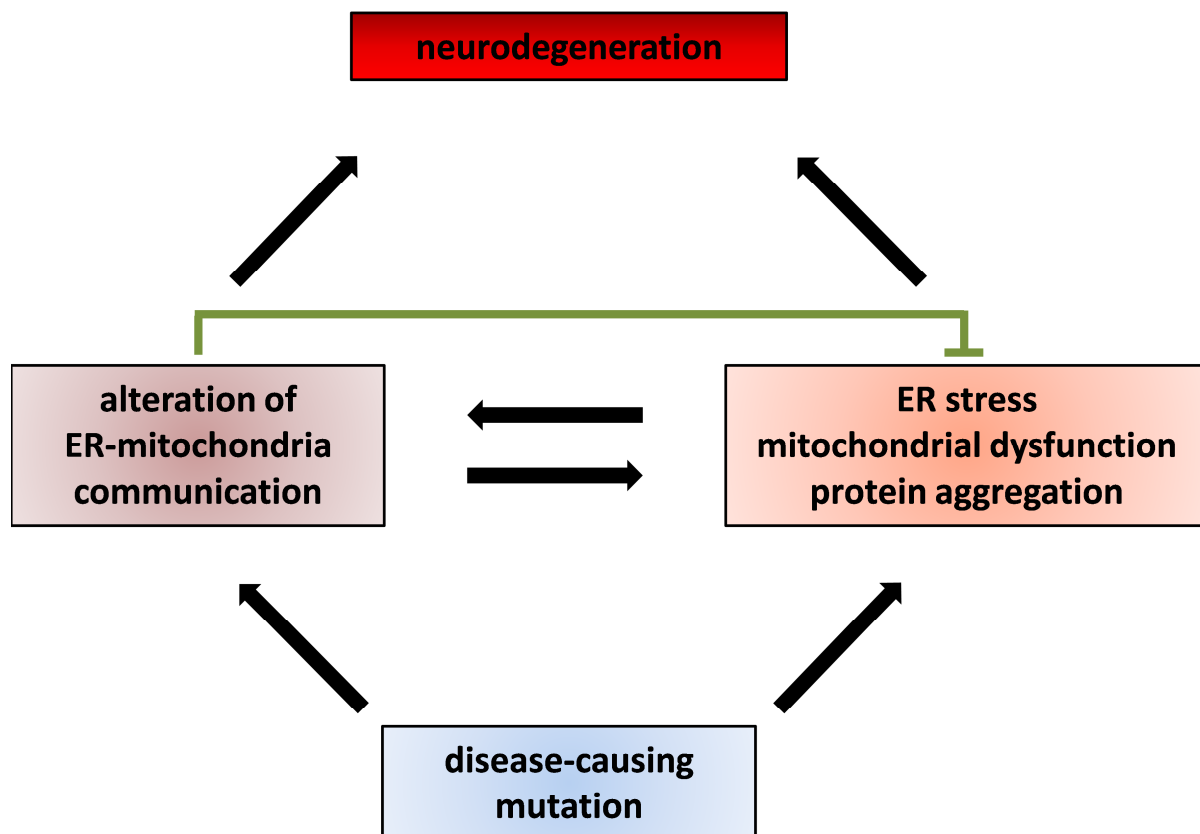 neurodegeneration
alteration of
ER-mitochondria
communication
ER stress
mitochondrial dysfunction
protein aggregation
disease-causing
mutation